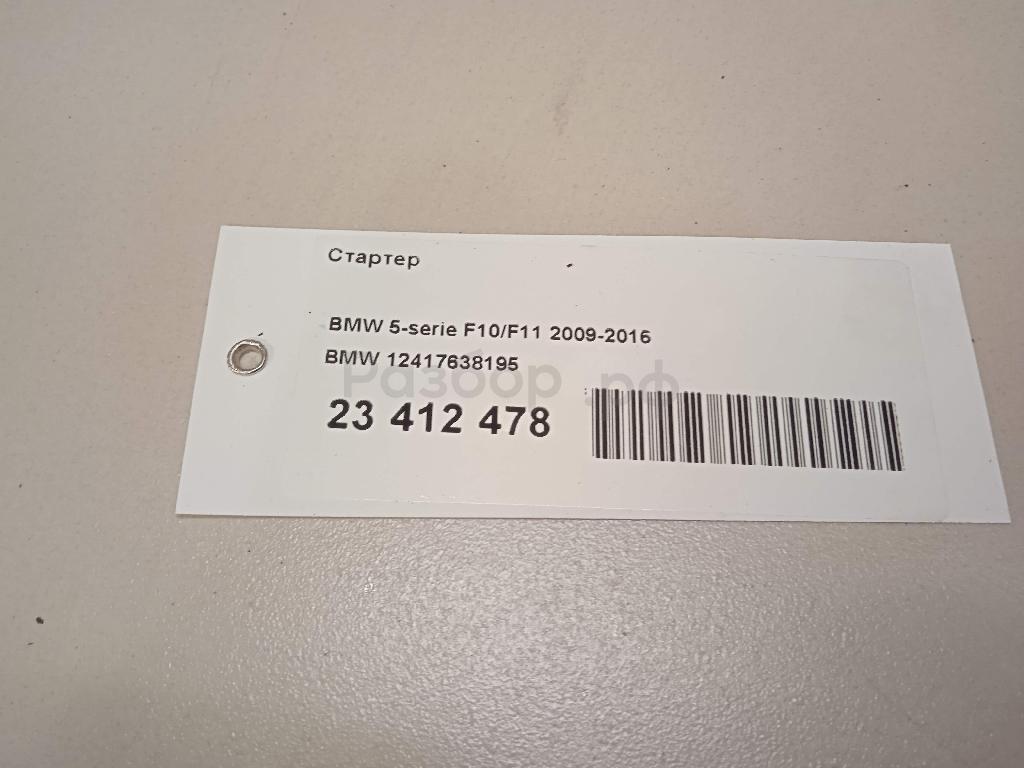 Стартер
BMW 5-serie F10/F11 2009-2016
BMW 12417638195
Разбор.рф
23 412 478